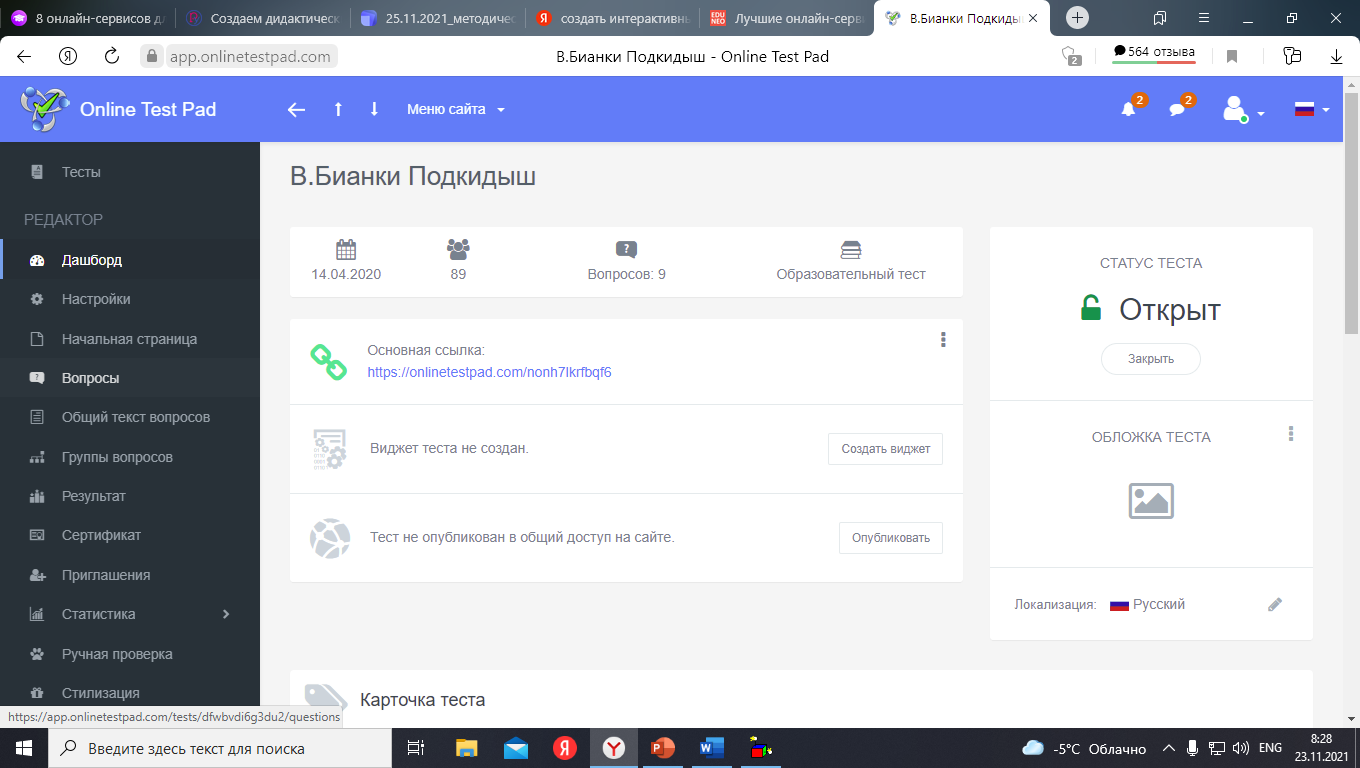 8 онлайн-сервисов д
Создаем дидактическ
25.11.2021_методичес
создать интерактивн
Лучшие онлайн-серв
В.Бианки Подкидыш
app.onlinetestpad.com
В.Бианки Подкидыш - Online Test Pad
2
564 отзыва
Online Test Pad
Меню сайта
2
2
Тесты
РЕДАКТОР
Дашборд
Настройки
Начальная страница
Вопросы
Общий текст вопросов
Группы вопросов
Результат
Сертификат
Приглашения
Статистика
Ручная проверка
Стилизация
https://app.onlinetestpad.com/tests/dfwbvdi6g3du2/questions
В.Бианки Подкидыш
14.04.2020
89
Вопросов: 9
Образовательный тест
Основная ссылка:
https://onlinetestpad.com/nonh7lkrfbqf6
Виджет теста не создан.
Создать виджет
Тест не опубликован в общий доступ на сайте.
Опубликовать
СТАТУС ТЕСТА
Открыт
Закрыть
ОБЛОЖКА ТЕСТА
Локализация: Русский
Карточка теста
Введите здесь текст для поиска
-5°C Облачно
ENG
8:28
23.11.2021